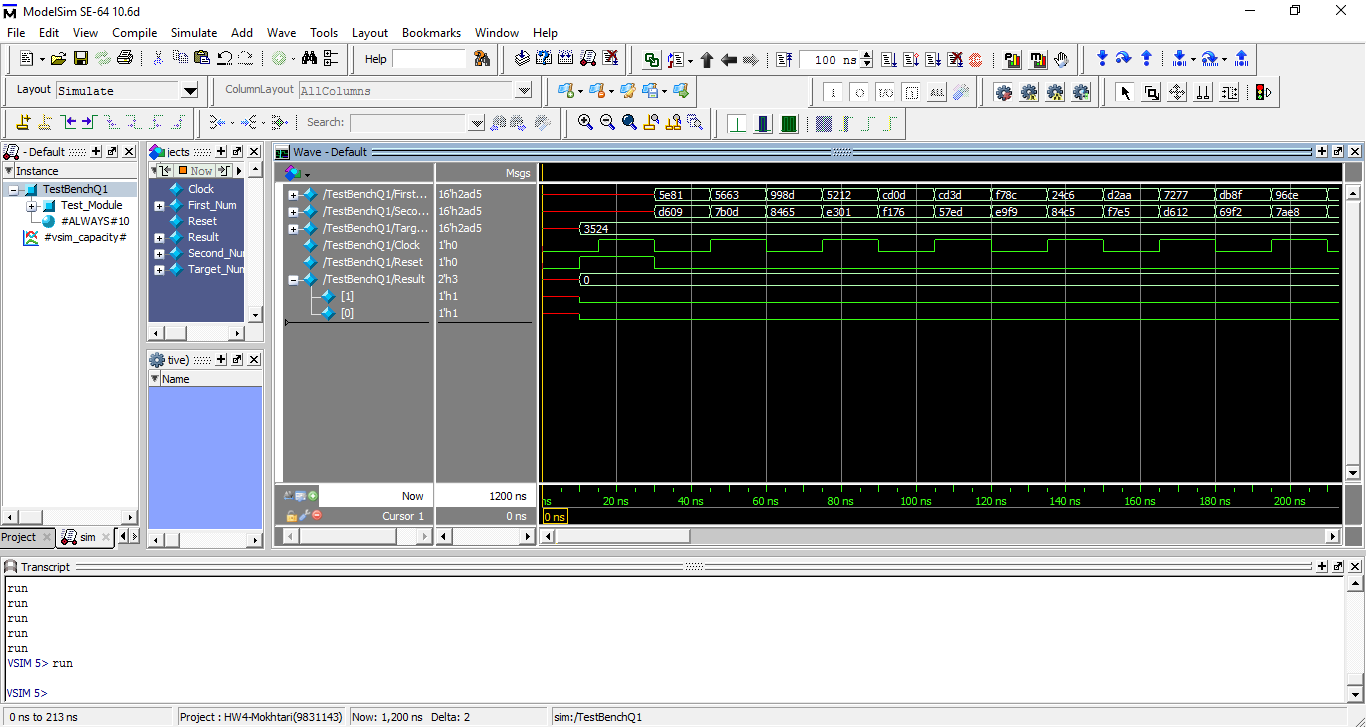 ModelSim SE-64 10.6d
File Edit View Compile Simulate Add Wave Tools Layout Bookmarks Window Help
Help
100 ns
Layout Simulate
ColumnLayout AllColumns
Search:
- Default
Instance
TestBenchQ1
Test_Module
#ALWAYS#10
#vsim_capacity#
jects
Now
Clock
First_Num
Reset
Result
Second_Nu
Target_Nun
tive)
Name
Project
sim
Wave - Default
Msgs
/TestBenchQ1/First... 16'h2ad5 5e81 5663 998d 5212 cd0d cd3d f78c 24c6 d2aa 7277 db8f 96ce
/TestBenchQ1/Seco... 16'h2ad5 d609 7b0d 8465 e301 f176 57ed e9f9 84c5 f7e5 d612 69f2 7ae8
/TestBenchQ1/Targ... 16'h2ad5 3524
/TestBenchQ1/Clock 1'h0
/TestBenchQ1/Reset 1'h0
/TestBenchQ1/Result 2'h3 0
[1] 1'h1
[0] 1'h1
Now 1200 ns
ns 20 ns 40 ns 60 ns 80 ns 100 ns 120 ns 140 ns 160 ns 180 ns 200 ns
Cursor 1 0 ns 0 ns
Transcript
run
run
run
run
run
VSIM 5> run
VSIM 5>
0 ns to 213 ns Project : HW4-Mokhtari(9831143) Now: 1,200 ns Delta: 2 sim:/TestBenchQ1